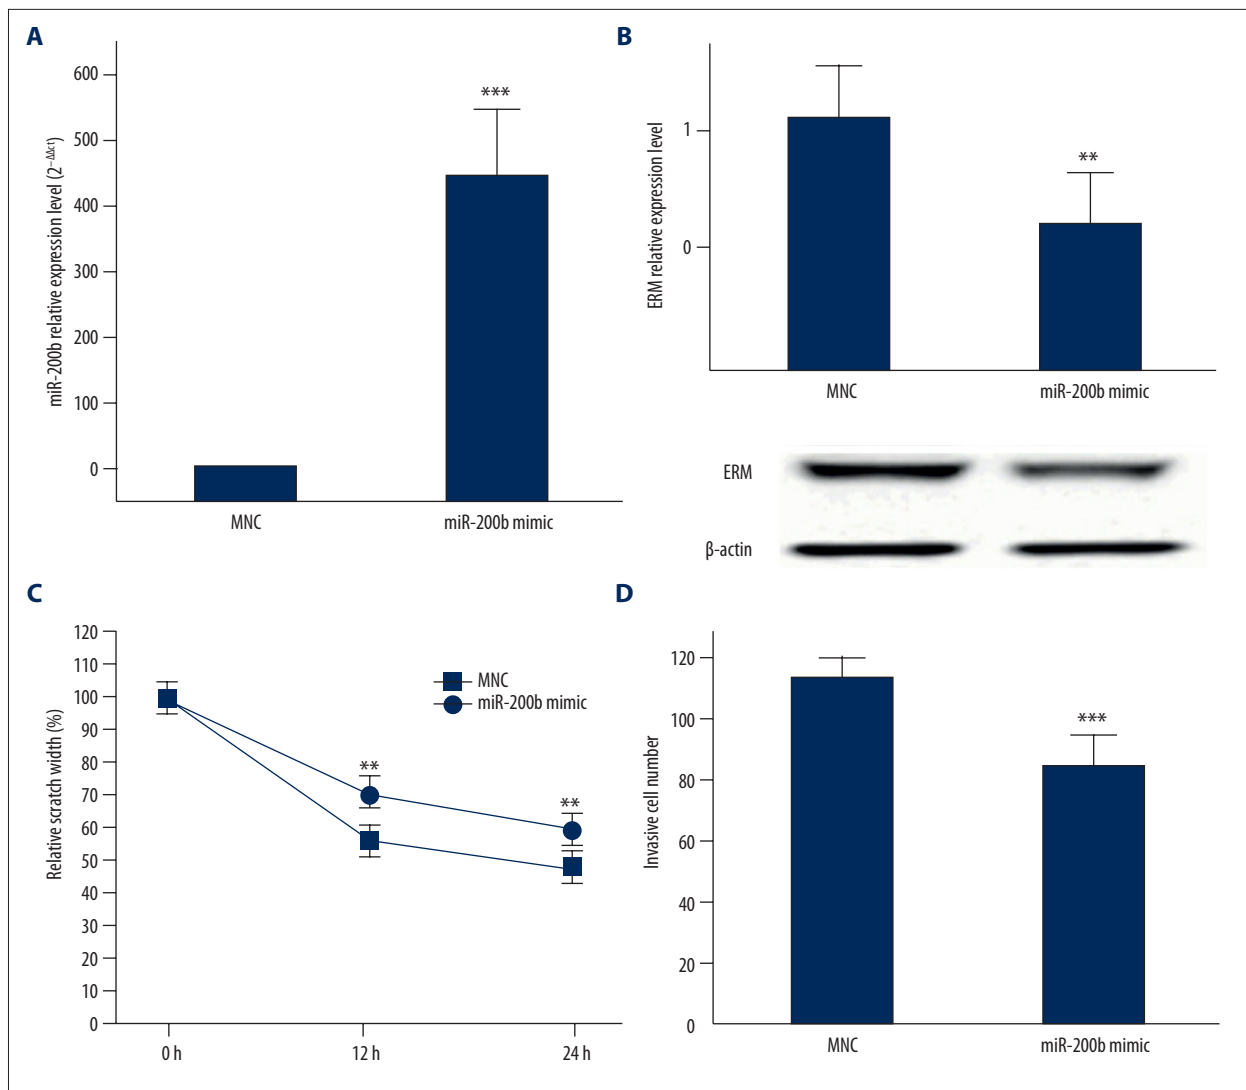 A
miR-200b relative expression level (2−ΔΔct)
600
500
400
300
200
100
0
***
MNC
miR-200b mimic
B
ERM relative expression level
1
0
**
MNC
miR-200b mimic
ERM
β-actin
C
Relative scratch width (%)
120
110
100
90
80
70
60
50
40
30
20
10
0
MNC
miR-200b mimic
**
**
0 h
12 h
24 h
D
Invasive cell number
120
100
80
60
40
20
0
***
MNC
miR-200b mimic